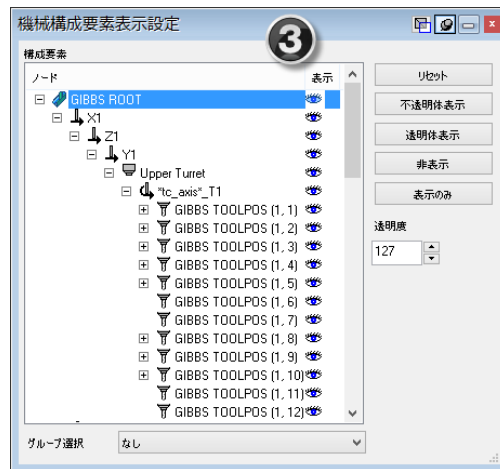 機械構成要素表示設定
3
構成要素
ノード 表示
GIBBS ROOT
X1
Z1
Y1
Upper Turret
"tc_axis"_T1
GIBBS TOOLPOS (1, 1)
GIBBS TOOLPOS (1, 2)
GIBBS TOOLPOS (1, 3)
GIBBS TOOLPOS (1, 4)
GIBBS TOOLPOS (1, 5)
GIBBS TOOLPOS (1, 6)
GIBBS TOOLPOS (1, 7)
GIBBS TOOLPOS (1, 8)
GIBBS TOOLPOS (1, 9)
GIBBS TOOLPOS (1, 10)
GIBBS TOOLPOS (1, 11)
GIBBS TOOLPOS (1, 12)
グループ選択 なし
リセット
不透明体表示
透明体表示
非表示
表示のみ
透明度
127